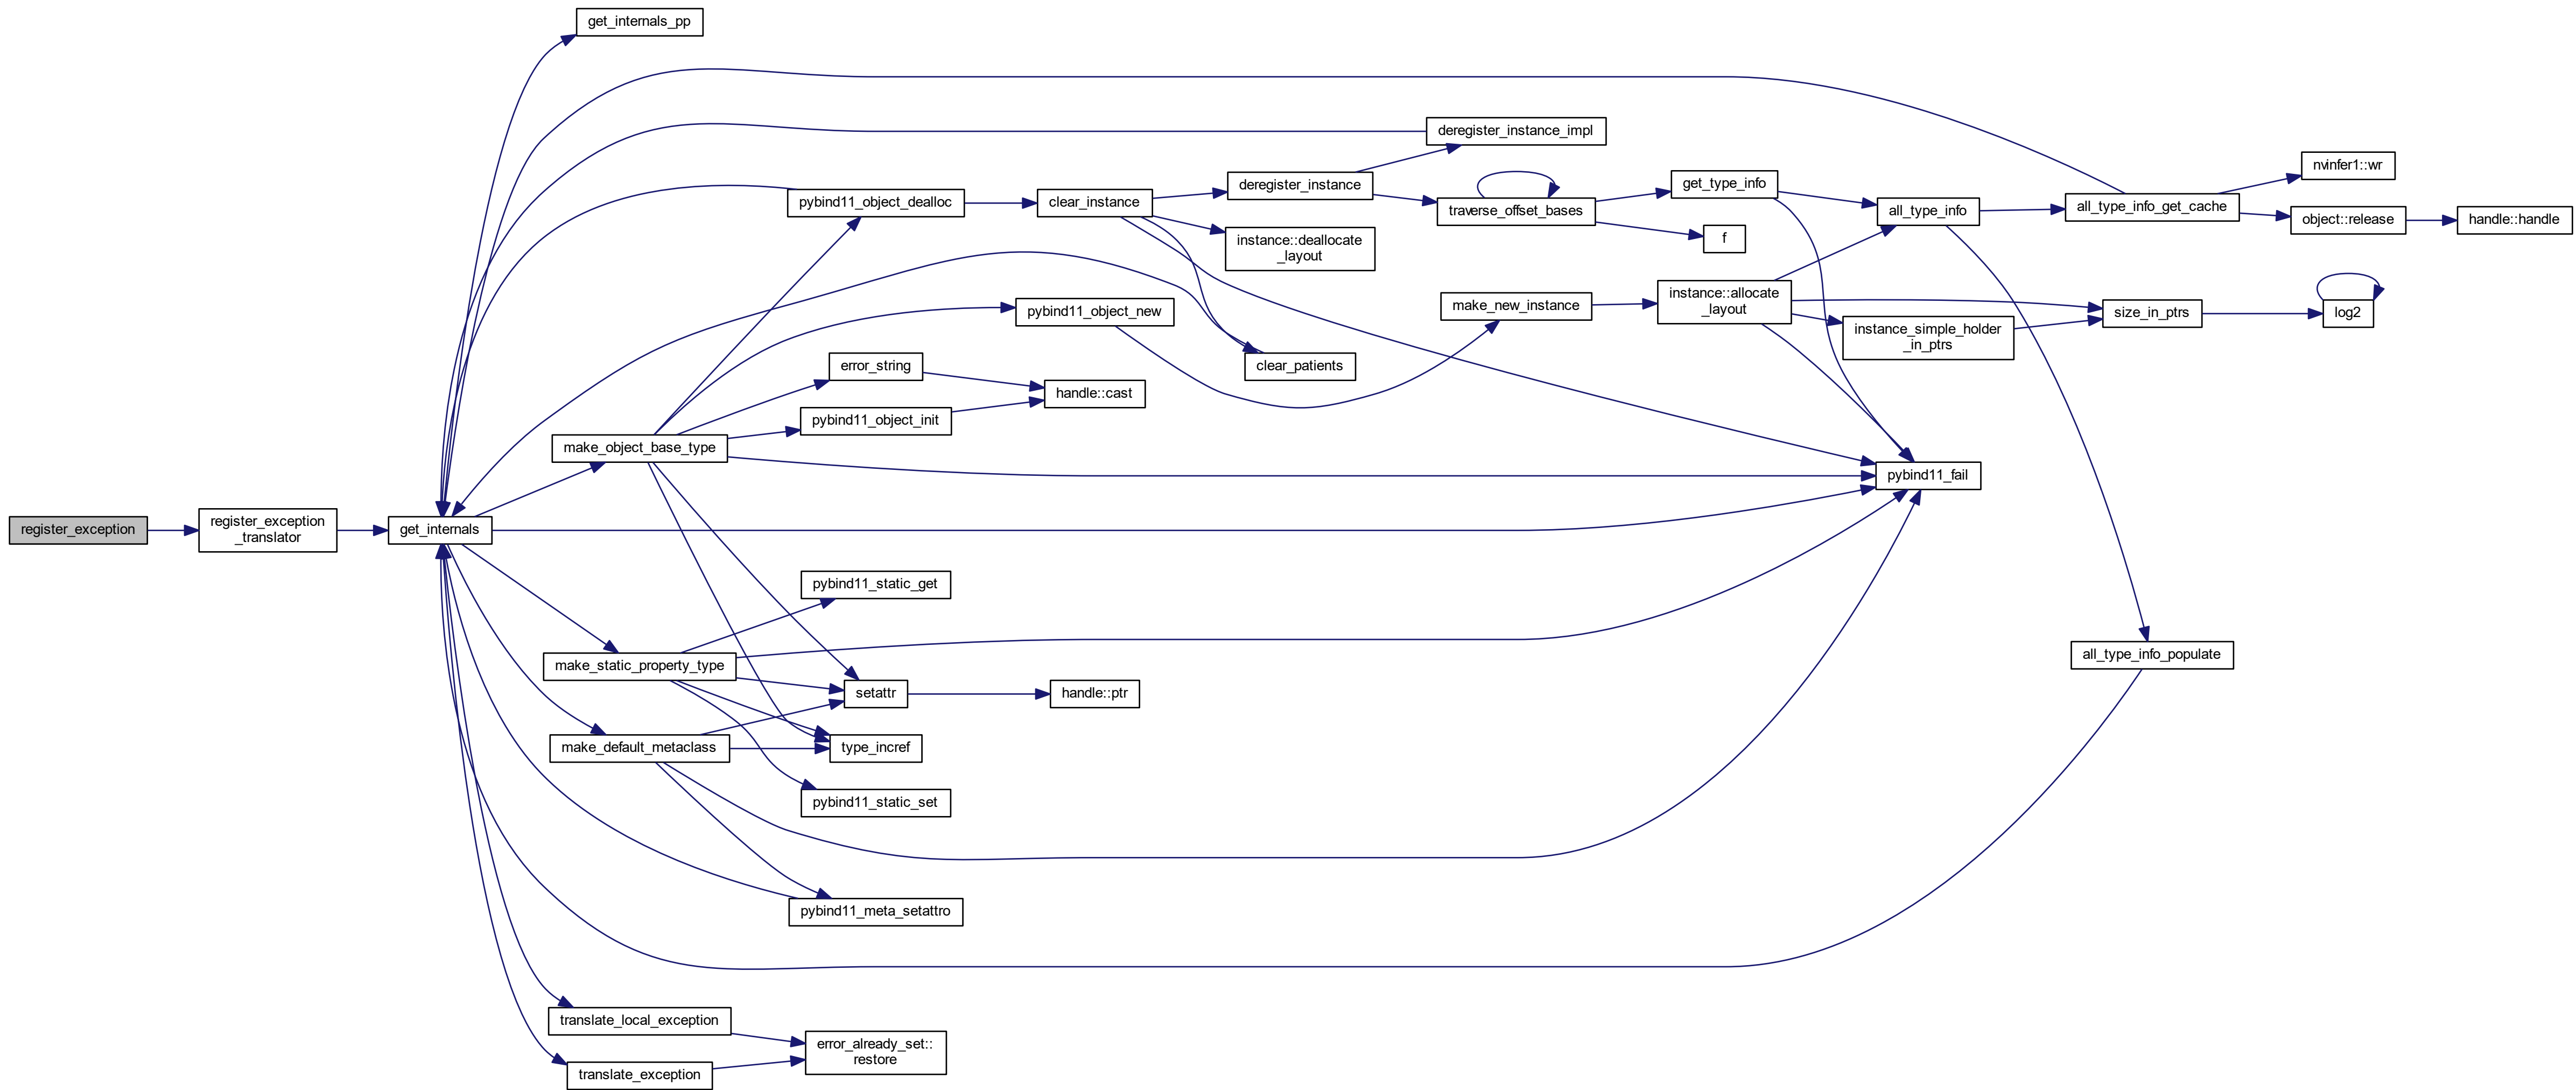 get_internals_pp
deregister_instance_impl
nvinfer1::wr
deregister_instance
get_type_info
pybind11_object_dealloc
clear_instance
traverse_offset_bases
all_type_info
all_type_info_get_cache
object::release
handle::handle
instance::deallocate
_layout
f
pybind11_object_new
make_new_instance
instance::allocate
_layout
size_in_ptrs
log2
instance_simple_holder
_in_ptrs
error_string
clear_patients
handle::cast
pybind11_object_init
make_object_base_type
pybind11_fail
register_exception
register_exception
_translator
get_internals
pybind11_static_get
make_static_property_type
all_type_info_populate
setattr
handle::ptr
make_default_metaclass
type_incref
pybind11_static_set
pybind11_meta_setattro
translate_local_exception
error_already_set::
restore
translate_exception